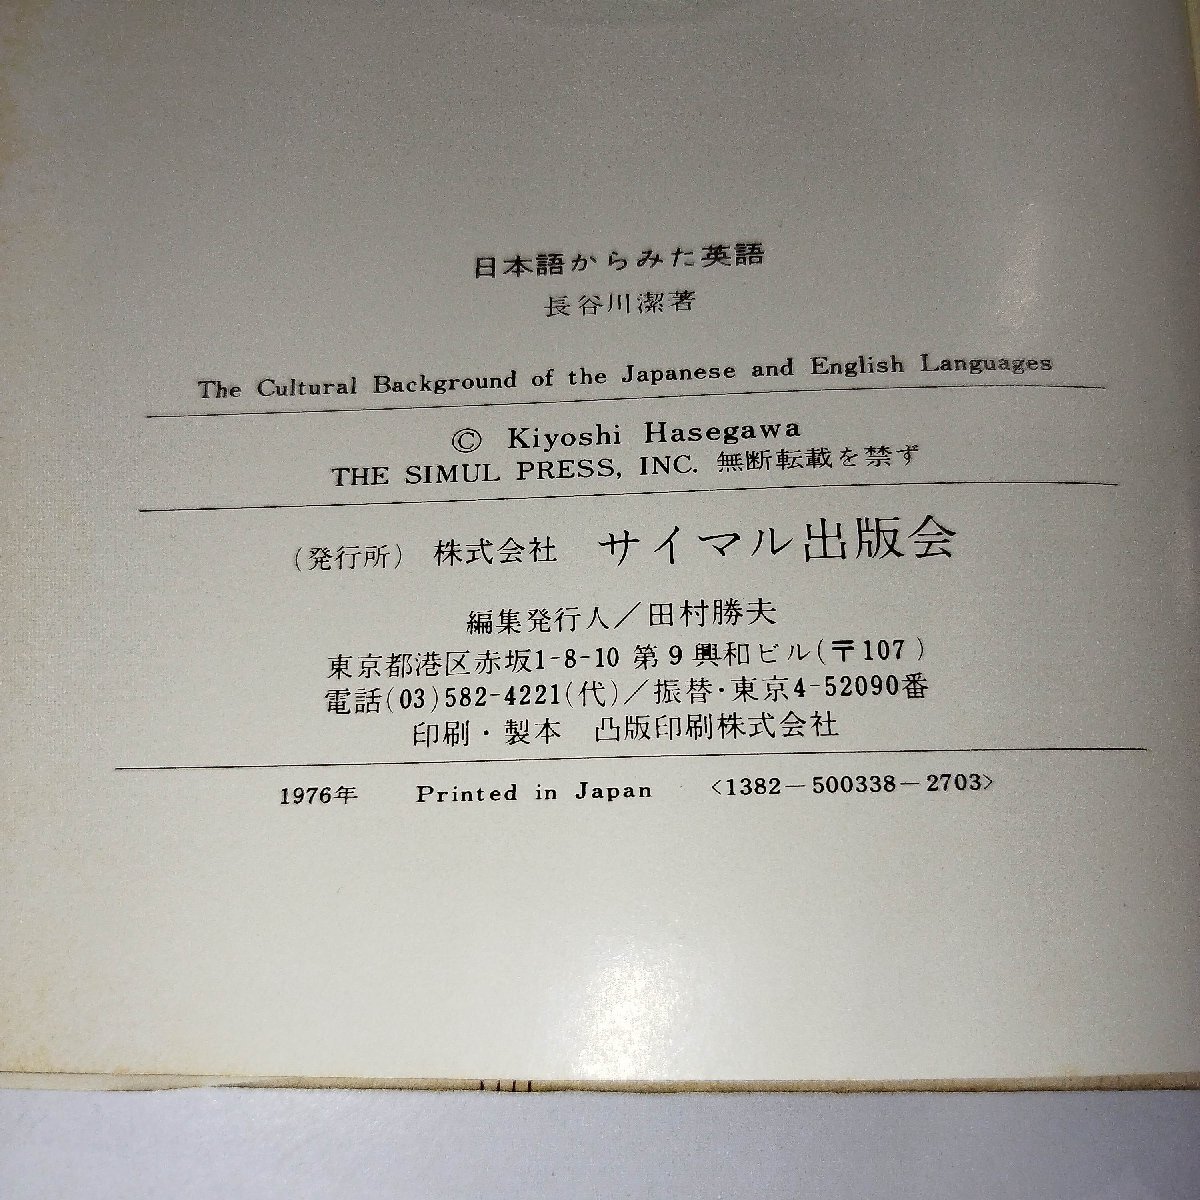 日本語からみた英語
長谷川潔著
The Cultural Background of the Japanese and English Languages
© Kiyoshi Hasegawa
THE SIMUL PRESS, INC. 無断転載を禁ず
(発行所) 株式会社 サイマル出版会
編集発行人/田村勝夫
東京都港区赤坂1-8-10 第9興和ビル(〒107)
電話(03)582-4221(代)/振替・東京4-52090番
印刷・製本 凸版印刷株式会社
1976年 Printed in Japan <1382-500338-2703>